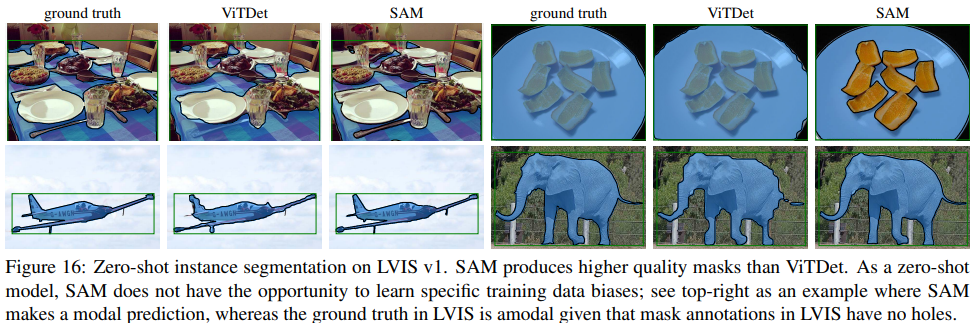 ground truth ViTDet SAM ground truth ViTDet SAM
G-AWGN G-AWGN G-AWGN
Figure 16: Zero-shot instance segmentation on LVIS v1. SAM produces higher quality masks than ViTDet. As a zero-shot
model, SAM does not have the opportunity to learn specific training data biases; see top-right as an example where SAM
makes a modal prediction, whereas the ground truth in LVIS is amodal given that mask annotations in LVIS have no holes.